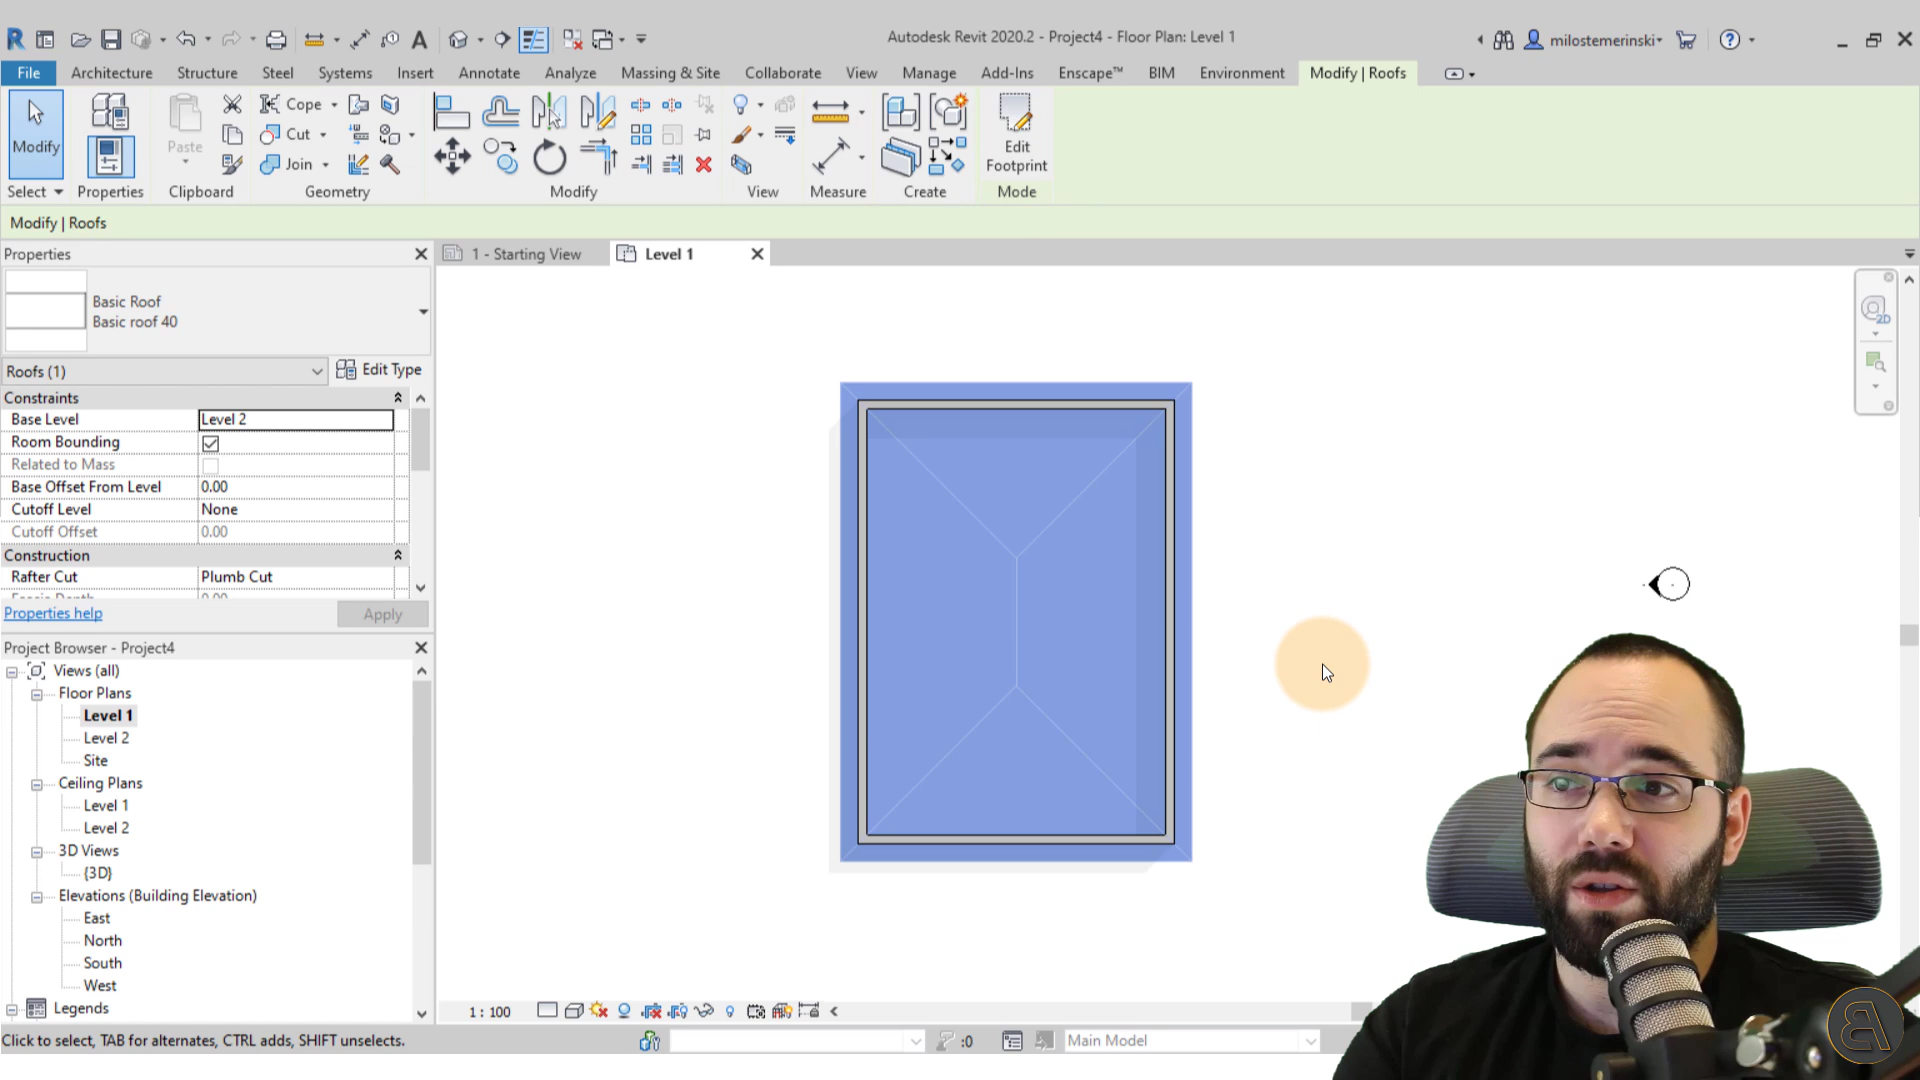 Autodesk Revit 2020.2 - Project4 - Floor Plan: Level 1
milostemerinski
File Architecture Structure Steel Systems Insert Annotate Analyze Massing & Site Collaborate View Manage Add-Ins Enscape™ BIM Environment Modify | Roofs
Modify
Paste
Cope
Cut
Join
Edit
Footprint
Select Properties Clipboard Geometry Modify View Measure Create Mode
Modify | Roofs
Properties
1 - Starting View
Level 1
Basic Roof
Basic roof 40
Roofs (1)
Edit Type
Constraints
Base Level Level 2
Room Bounding
Related to Mass
Base Offset From Level 0.00
Cutoff Level None
Cutoff Offset 0.00
Construction
Rafter Cut Plumb Cut
Properties help
Apply
2D
Project Browser - Project4
Views (all)
Floor Plans
Level 1
Level 2
Site
Ceiling Plans
Level 1
Level 2
3D Views
{3D}
Elevations (Building Elevation)
East
North
South
West
Legends
1 : 100
Click to select, TAB for alternates, CTRL adds, SHIFT unselects.
:0
Main Model